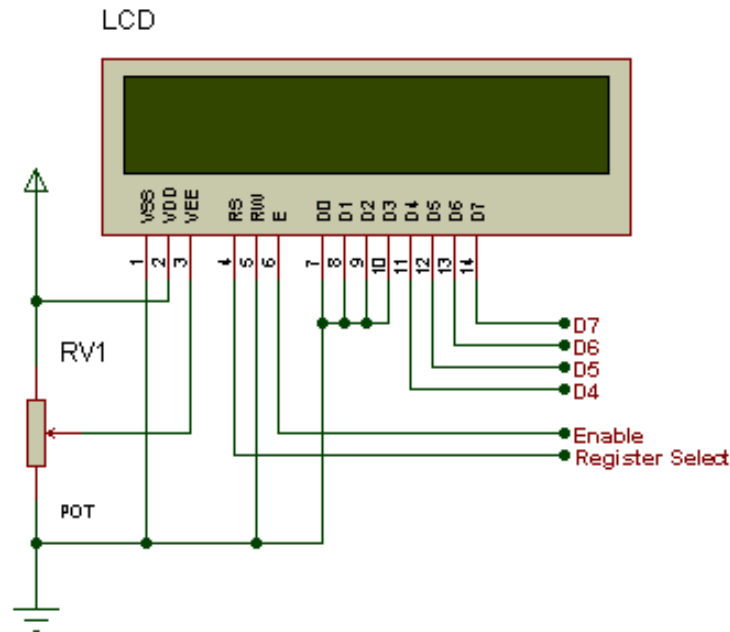 LCD
VSS VDD VEE RS RW E D0 D1 D2 D3 D4 D5 D6 D7
1 2 3 4 5 6 7 8 9 10 11 12 13 14
D7
RV1
D6
D5
D4
Enable
Register Select
POT